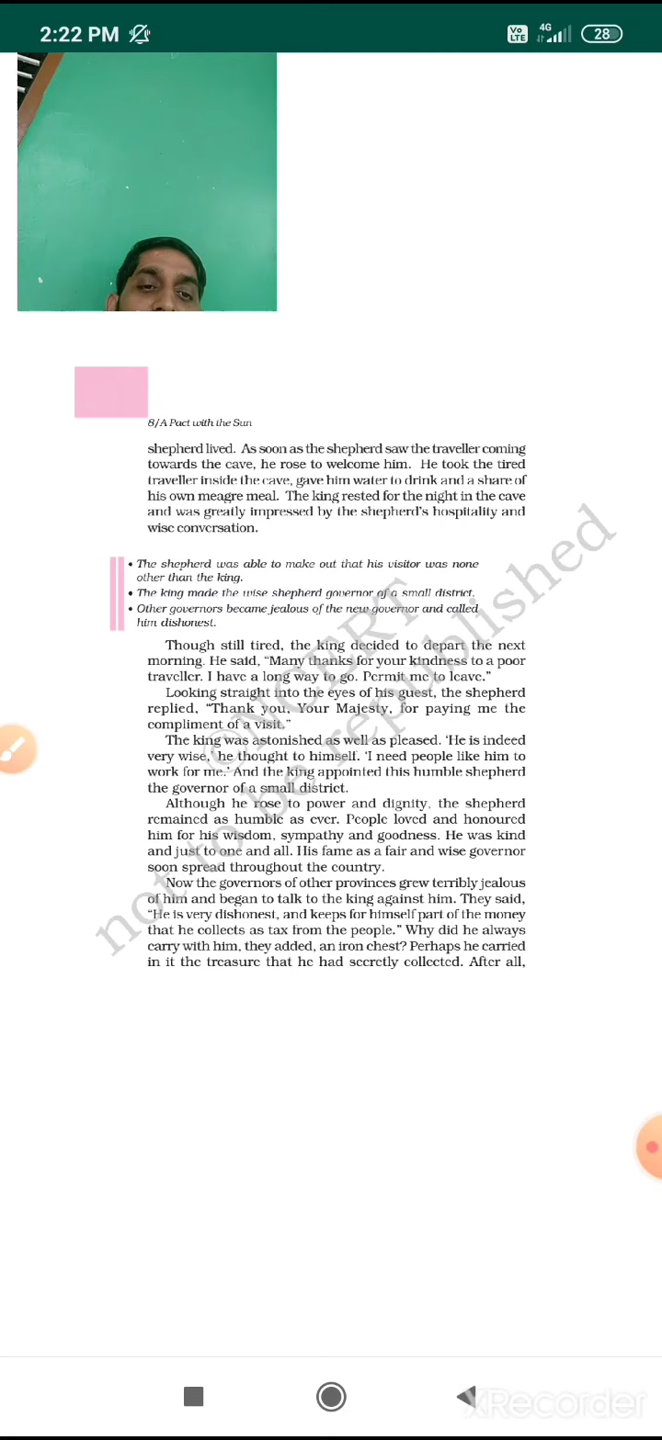 2:22 PM
Vo
LTE
4G
28
8/A Pact with the Sun
shepherd lived. As soon as the shepherd saw the traveller coming
towards the cave, he rose to welcome him. He took the tired
traveller inside the cave, gave him water to drink and a share of
his own meagre meal. The king rested for the night in the cave
and was greatly impressed by the shepherd's hospitality and
wise conversation.
• The shepherd was able to make out that his visitor was none
other than the king.
• The king made the wise shepherd governor of a small district.
• Other governors became jealous of the new governor and called
him dishonest.
Though still tired, the king decided to depart the next
morning. He said, “Many thanks for your kindness to a poor
traveller. I have a long way to go. Permit me to leave.”
Looking straight into the eyes of his guest, the shepherd
replied, “Thank you, Your Majesty, for paying me the
compliment of a visit.”
The king was astonished as well as pleased. ‘He is indeed
very wise,’ he thought to himself. ‘I need people like him to
work for me.’ And the king appointed this humble shepherd
the governor of a small district.
Although he rose to power and dignity, the shepherd
remained as humble as ever. People loved and honoured
him for his wisdom, sympathy and goodness. He was kind
and just to one and all. His fame as a fair and wise governor
soon spread throughout the country.
Now the governors of other provinces grew terribly jealous
of him and began to talk to the king against him. They said,
“He is very dishonest, and keeps for himself part of the money
that he collects as tax from the people.” Why did he always
carry with him, they added, an iron chest? Perhaps he carried
in it the treasure that he had secretly collected. After all,
©NCERT
not to be republished
XRecorder